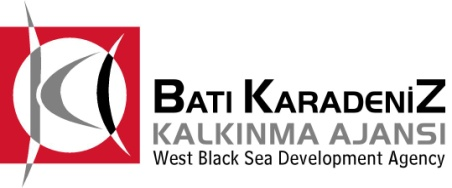 BATI KARADENİZ
KALKINMA AJANSI
West Black Sea Development Agency